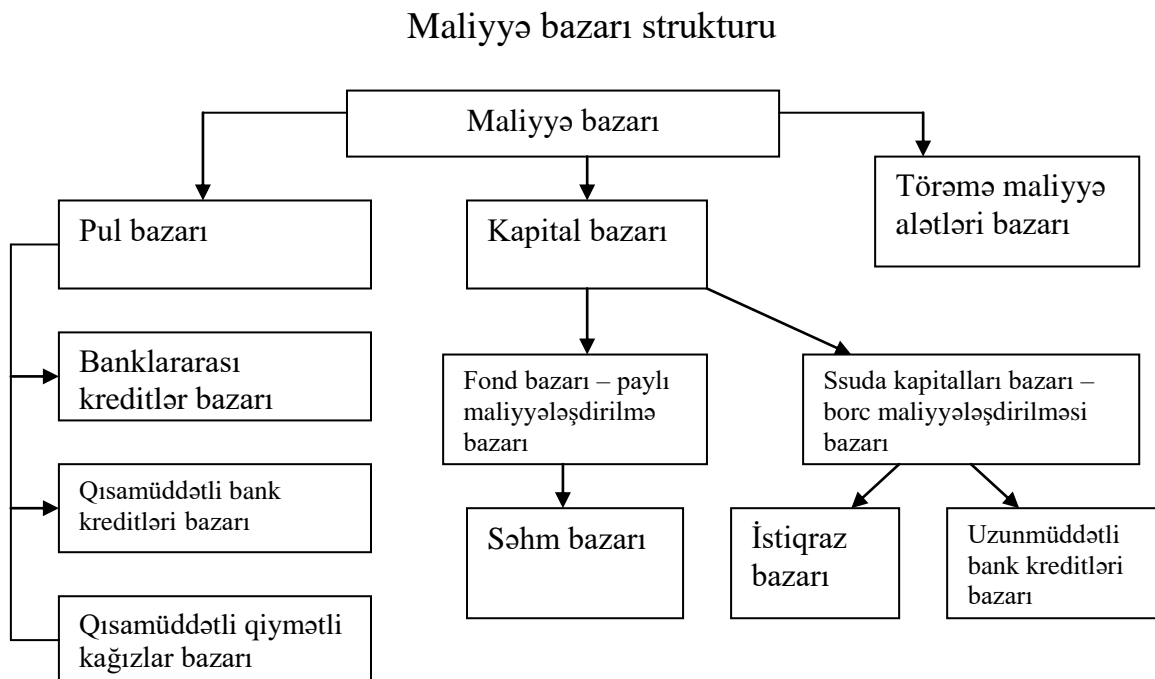 Maliyyə bazarı strukturu
Maliyyə bazarı
Törəmə maliyyə
alətləri bazarı
Pul bazarı
Kapital bazarı
Banklararası
kreditlər bazarı
Fond bazarı – paylı
maliyyələşdirilmə
bazarı
Ssuda kapitalları bazarı –
borc maliyyələşdirilməsi
bazarı
Qısamüddətli bank
kreditləri bazarı
Səhm bazarı
İstiqraz
bazarı
Uzunmüddətli
bank kreditləri
bazarı
Qısamüddətli qiymətli
kağızlar bazarı